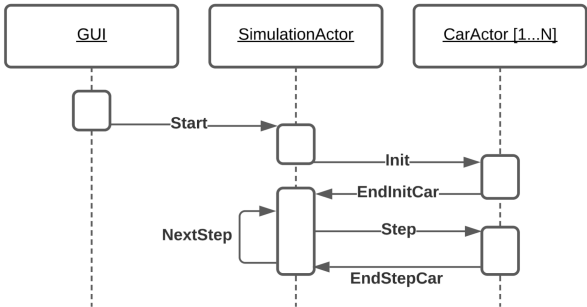 GUI
SimulationActor
CarActor [1...N]
Start
Init
EndInitCar
Step
NextStep
EndStepCar